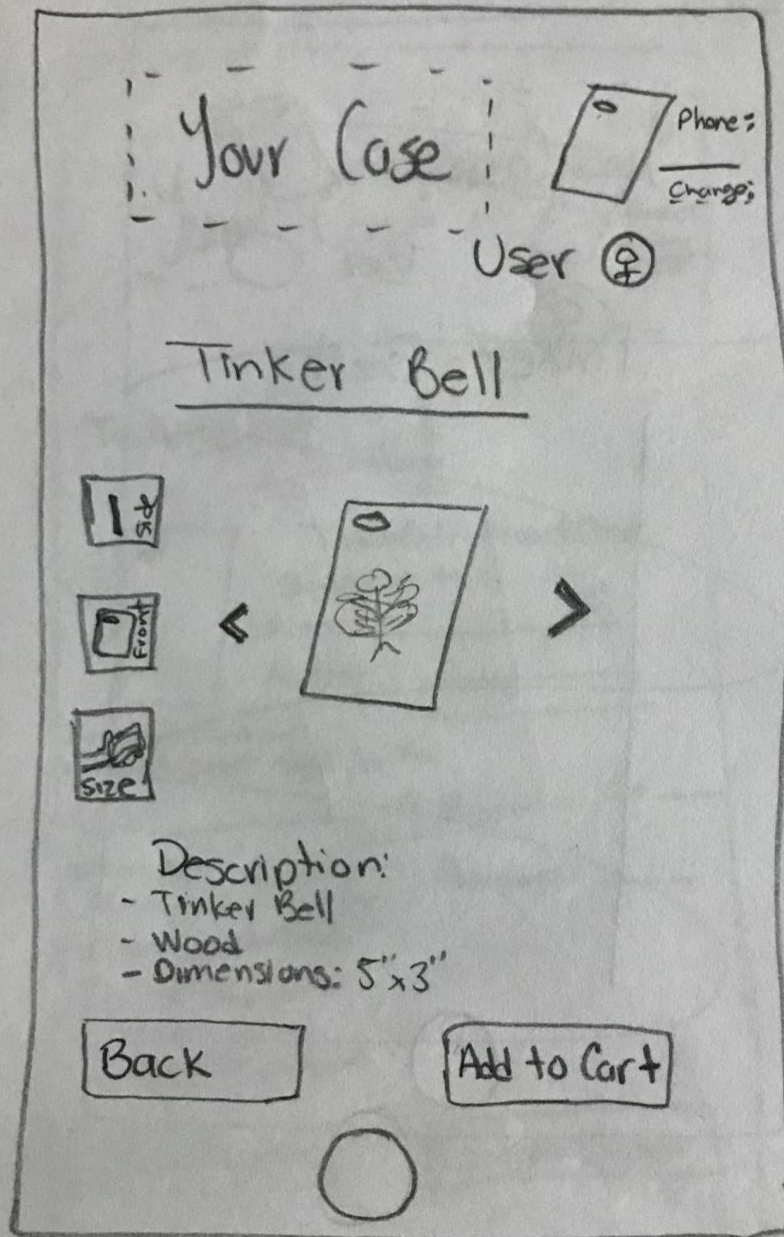 Your Case
Phone:
Change:
User
Tinker Bell
Front
Size
Description:
- Tinker Bell
- Wood
- Dimensions: 5"x3"
Back
Add to Cart